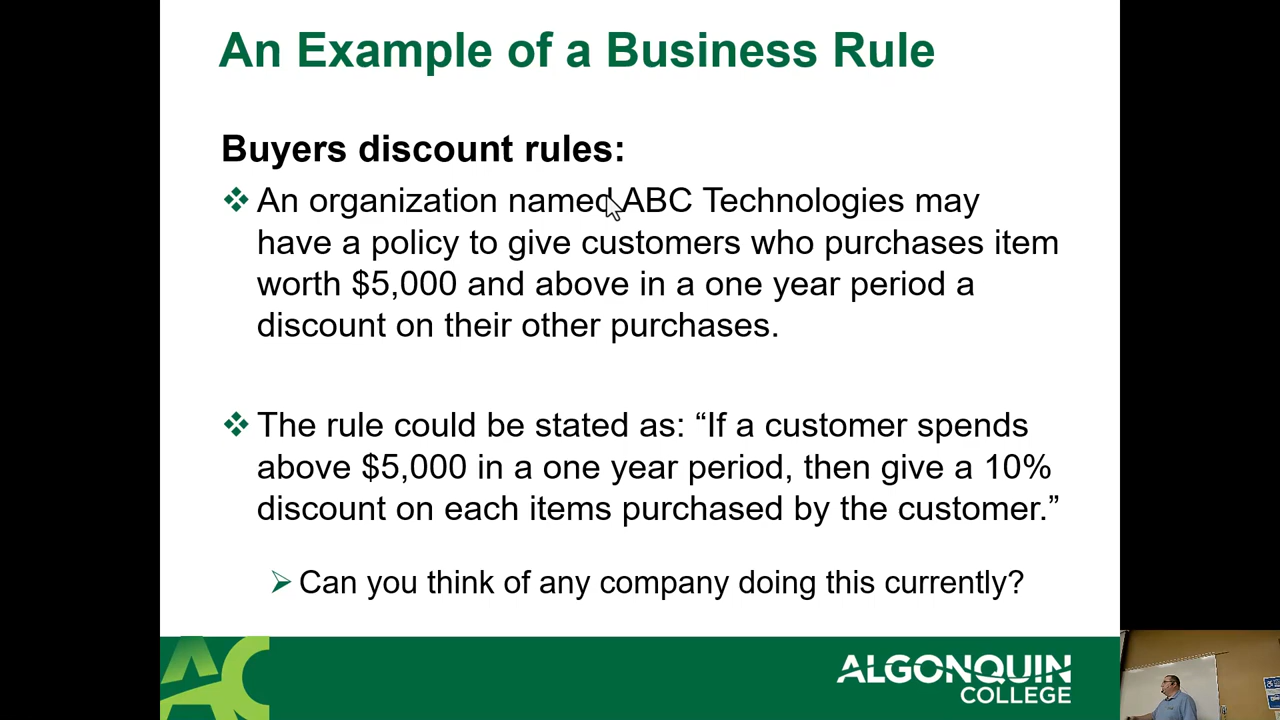 An Example of a Business Rule
Buyers discount rules:
❖ An organization named ABC Technologies may
have a policy to give customers who purchases item
worth $5,000 and above in a one year period a
discount on their other purchases.
❖ The rule could be stated as: “If a customer spends
above $5,000 in a one year period, then give a 10%
discount on each items purchased by the customer.”
➢ Can you think of any company doing this currently?
AC
ALGONQUIN
COLLEGE